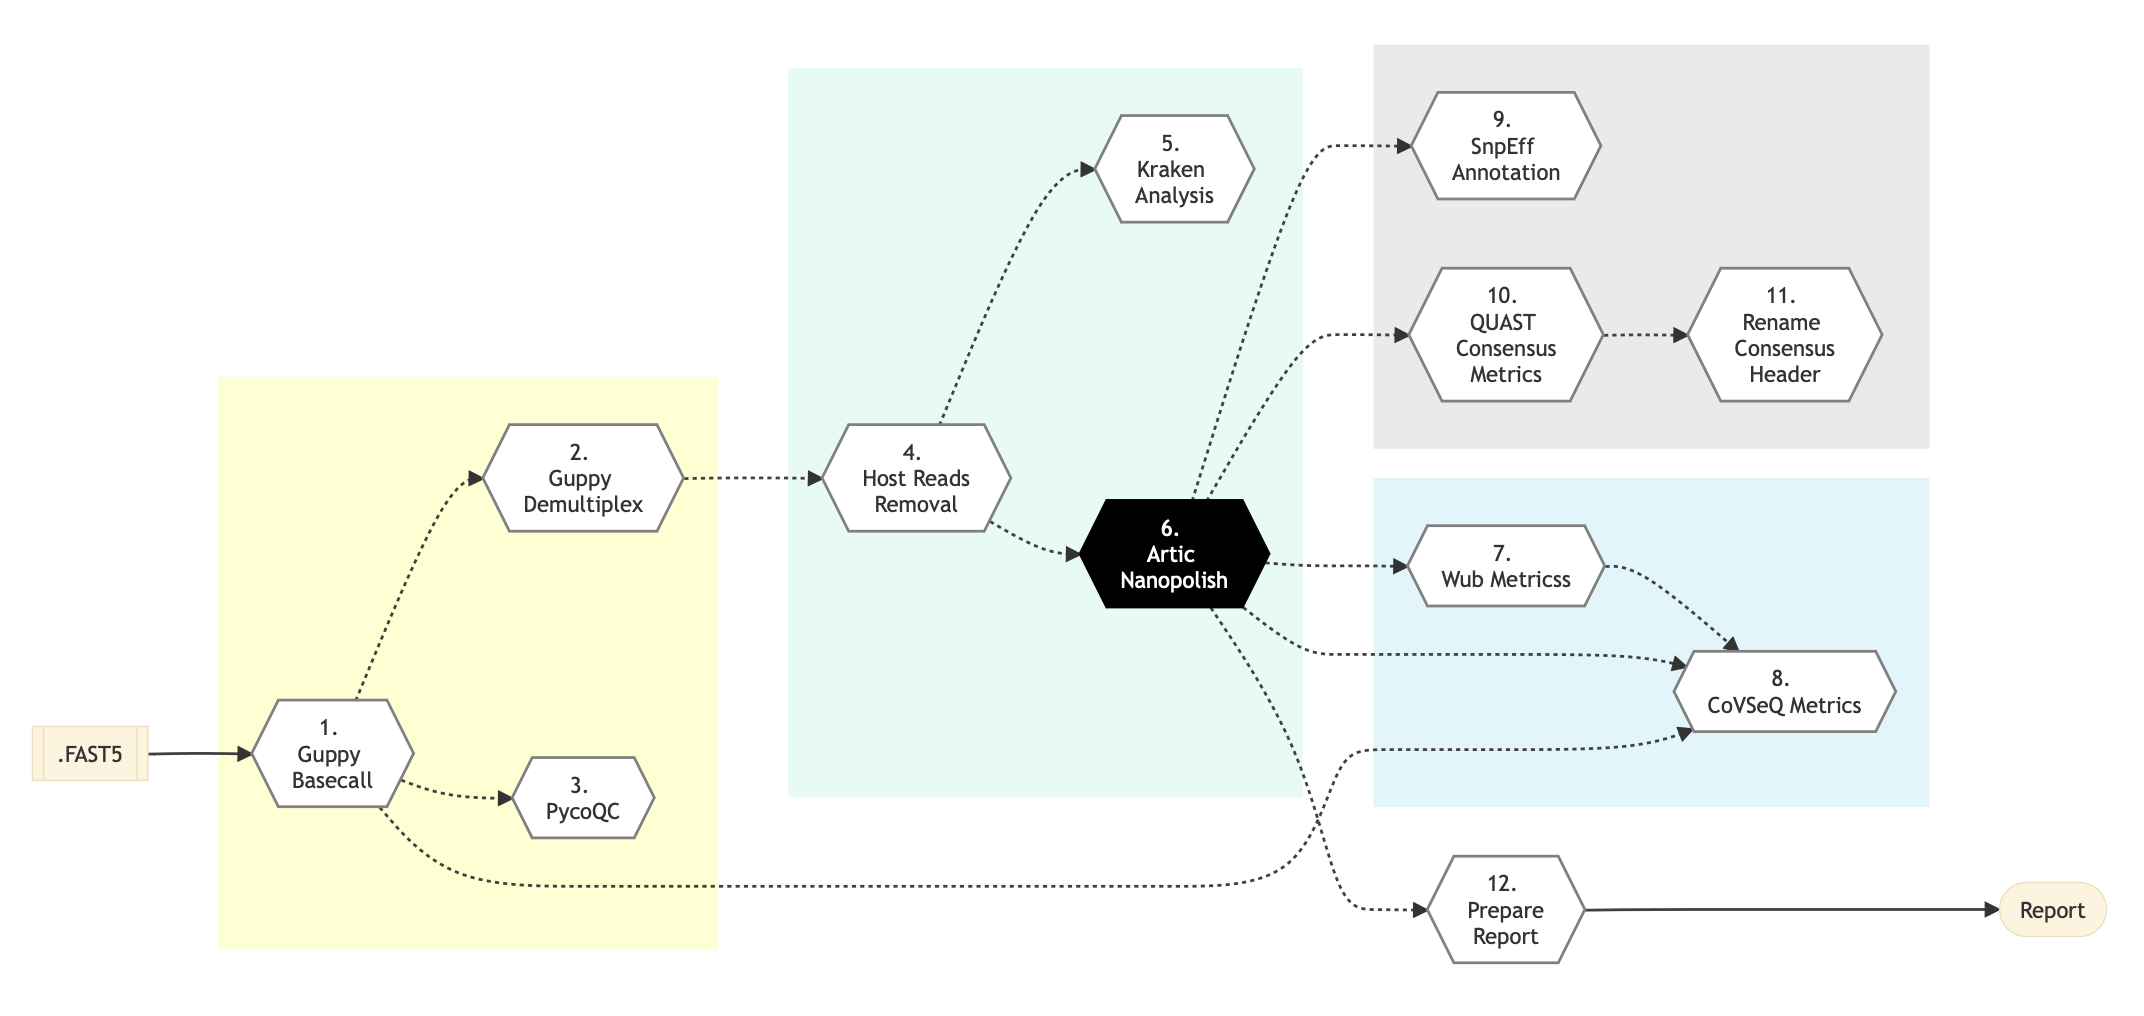 .FAST5
1.
Guppy
Basecall
2.
Guppy
Demultiplex
3.
PycoQC
4.
Host Reads
Removal
5.
Kraken
Analysis
6.
Artic
Nanopolish
7.
Wub Metricss
8.
CoVSeQ Metrics
9.
SnpEff
Annotation
10.
QUAST
Consensus
Metrics
11.
Rename
Consensus
Header
12.
Prepare
Report
Report